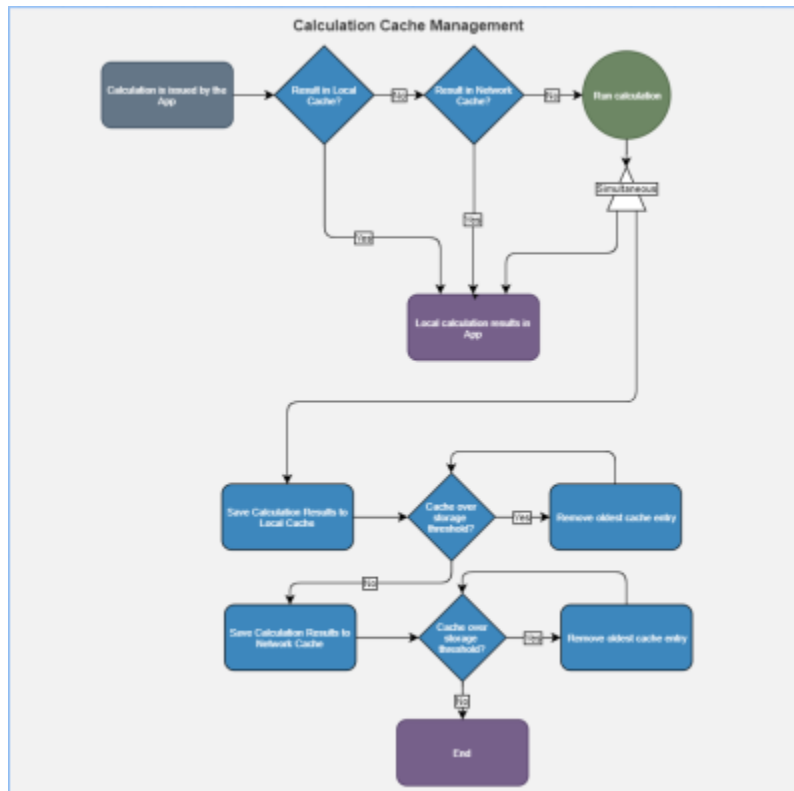 Calculation Cache Management
Calculation is issued by the
App
Result in Local
Cache?
No
Result in Network
Cache?
No
Run calculation
Simultaneous
Yes
Yes
Local calculation results in
App
Save Calculation Results to
Local Cache
Cache over
storage
threshold?
Yes
Remove oldest cache entry
No
Save Calculation Results to
Network Cache
Cache over
storage
threshold?
Yes
Remove oldest cache entry
No
End